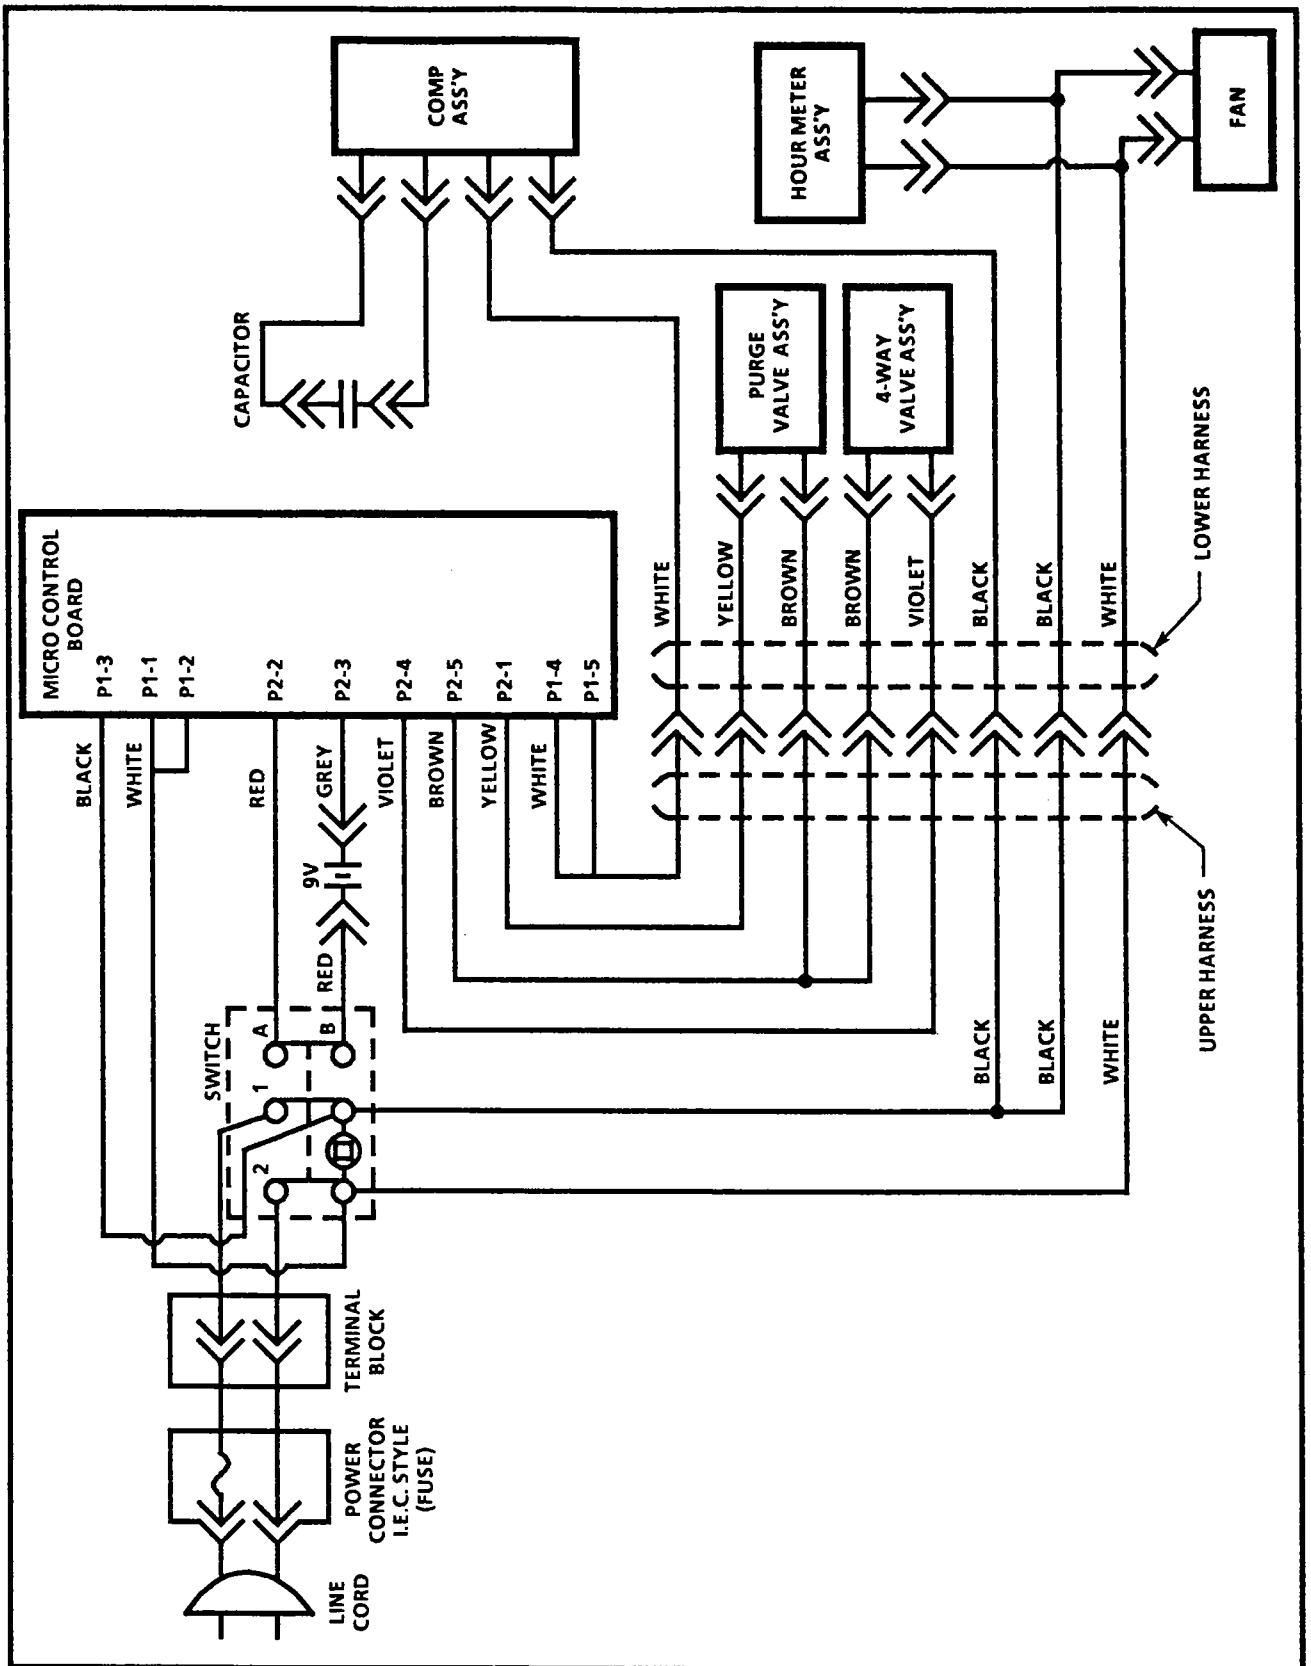 LINE
CORD
POWER
CONNECTOR
I.E.C. STYLE
(FUSE)
TERMINAL
BLOCK
SWITCH
2
1
A
B
BLACK
WHITE
RED
RED
9V
GREY
VIOLET
BROWN
YELLOW
WHITE
MICRO CONTROL
BOARD
P1-3
P1-1
P1-2
P2-2
P2-3
P2-4
P2-5
P2-1
P1-4
P1-5
CAPACITOR
COMP
ASS'Y
BLACK
BLACK
WHITE
UPPER HARNESS
LOWER HARNESS
WHITE
YELLOW
BROWN
BROWN
VIOLET
BLACK
BLACK
WHITE
PURGE
VALVE ASS'Y
4-WAY
VALVE ASS'Y
HOUR METER
ASS'Y
FAN